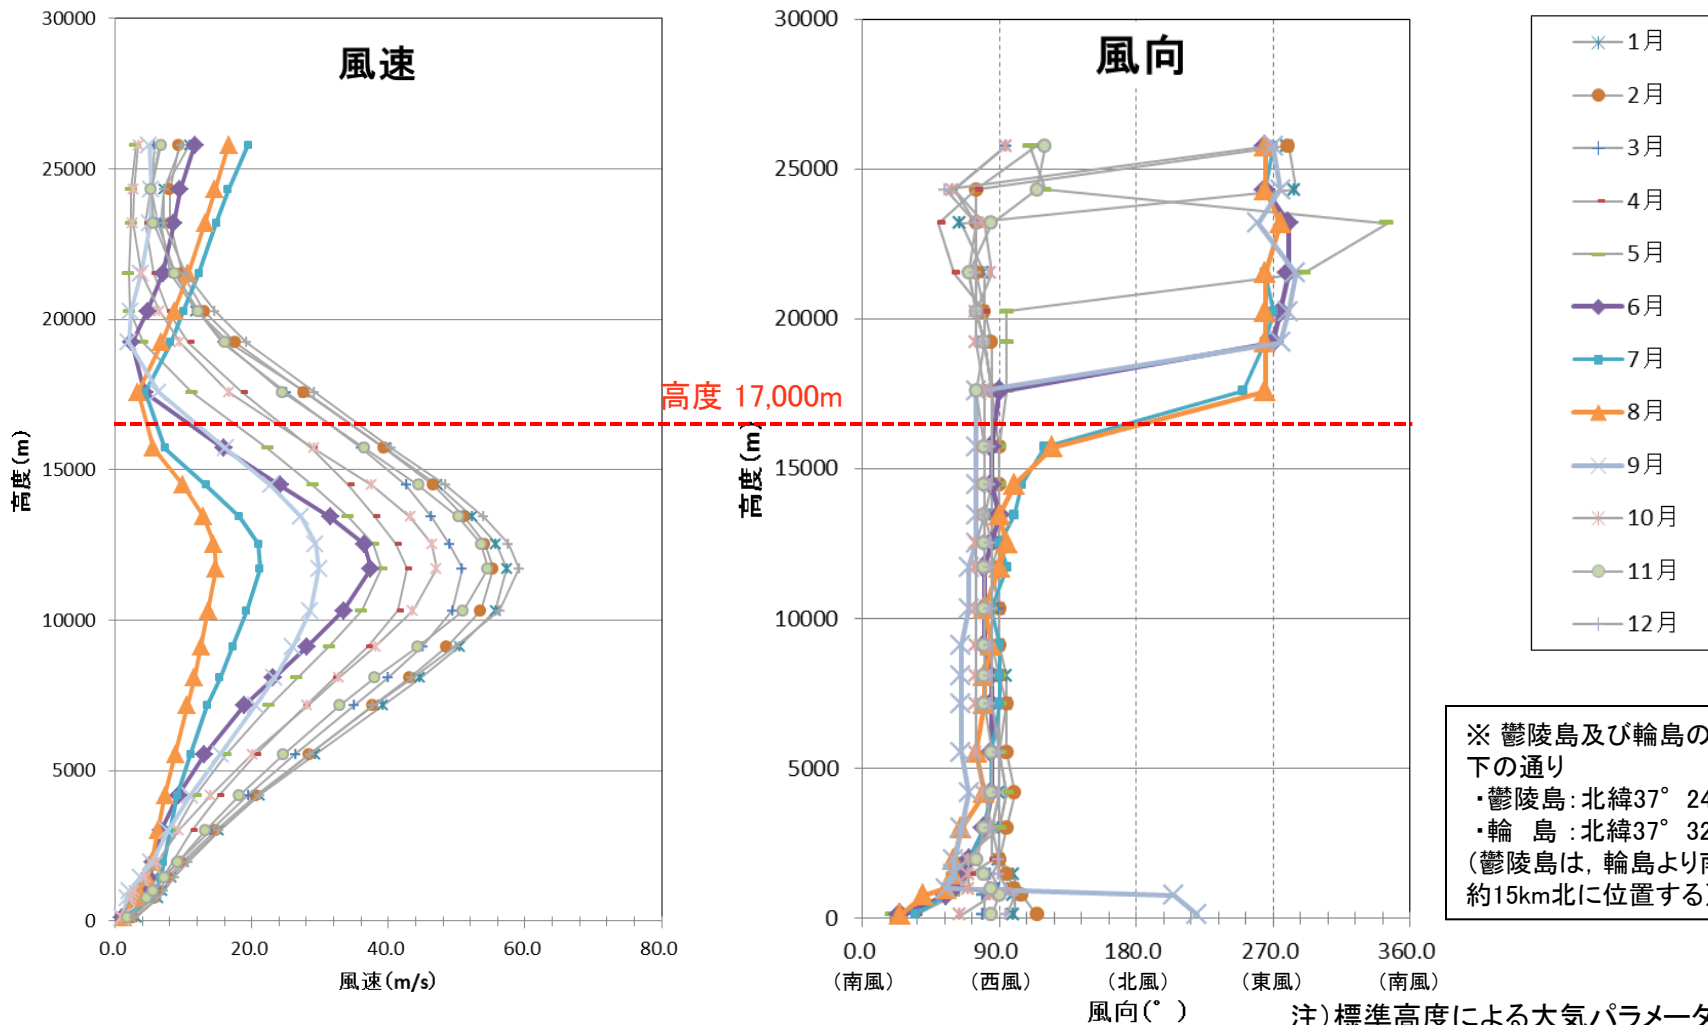 風速
30000
25000
20000
15000
10000
5000
0
高度(m)
0.0
20.0
40.0
60.0
80.0
風速(m/s)
高度 17,000m
風向
30000
25000
20000
15000
10000
5000
0
高度(m)
0.0
90.0
180.0
270.0
360.0
(南風)
(西風)
(北風)
(東風)
(南風)
風向(° )
1月
2月
3月
4月
5月
6月
7月
8月
9月
10月
11月
12月
※ 鬱陵島及び輪島の
下の通り
・鬱陵島:北緯37° 24
・輪 島:北緯37° 32
(鬱陵島は, 輪島より南
約15km北に位置する)
注)標準高度による大気パラメータ